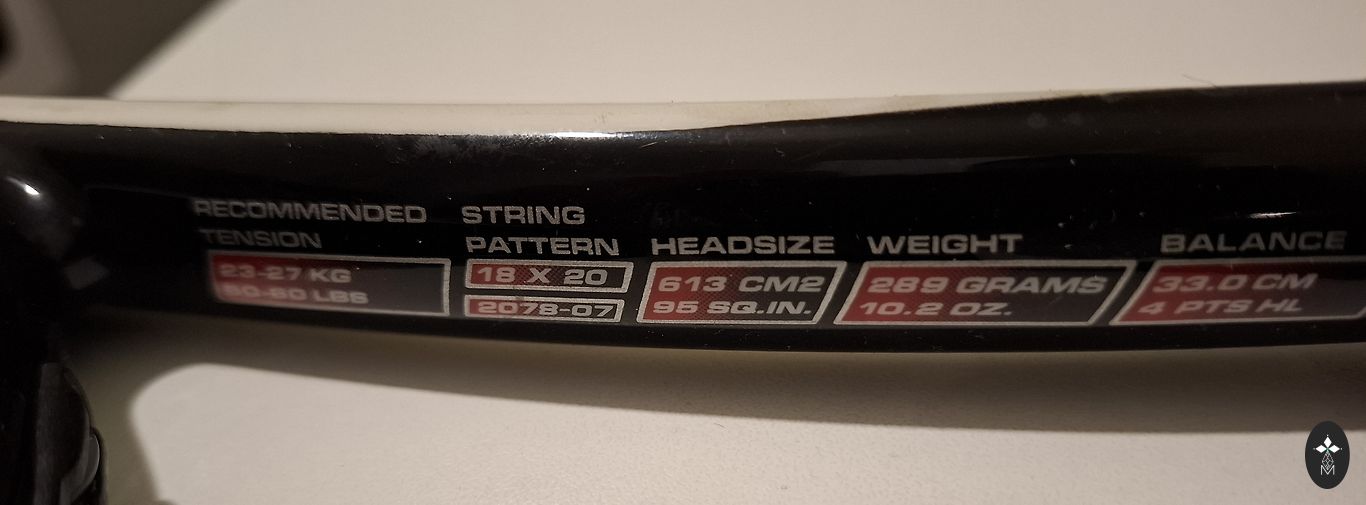 RECOMMENDED
TENSION
23-27 KG
50-60 LBS
STRING
PATTERN
18 X 20
2078-07
HEADSIZE
613 CM2
95 SQ.IN.
WEIGHT
289 GRAMS
10.2 OZ.
BALANCE
33.0 CM
4 PTS HL
M